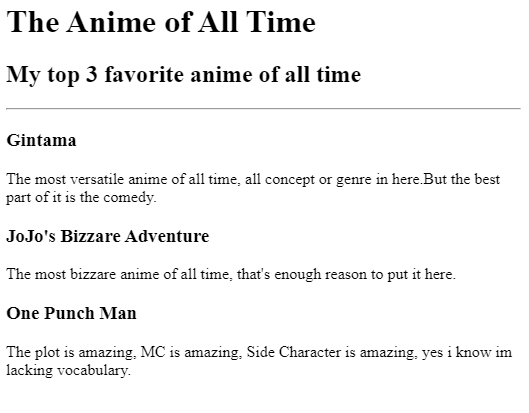 The Anime of All Time
My top 3 favorite anime of all time
Gintama
The most versatile anime of all time, all concept or genre in here.But the best
part of it is the comedy.
JoJo's Bizzare Adventure
The most bizzare anime of all time, that's enough reason to put it here.
One Punch Man
The plot is amazing, MC is amazing, Side Character is amazing, yes i know im
lacking vocabulary.